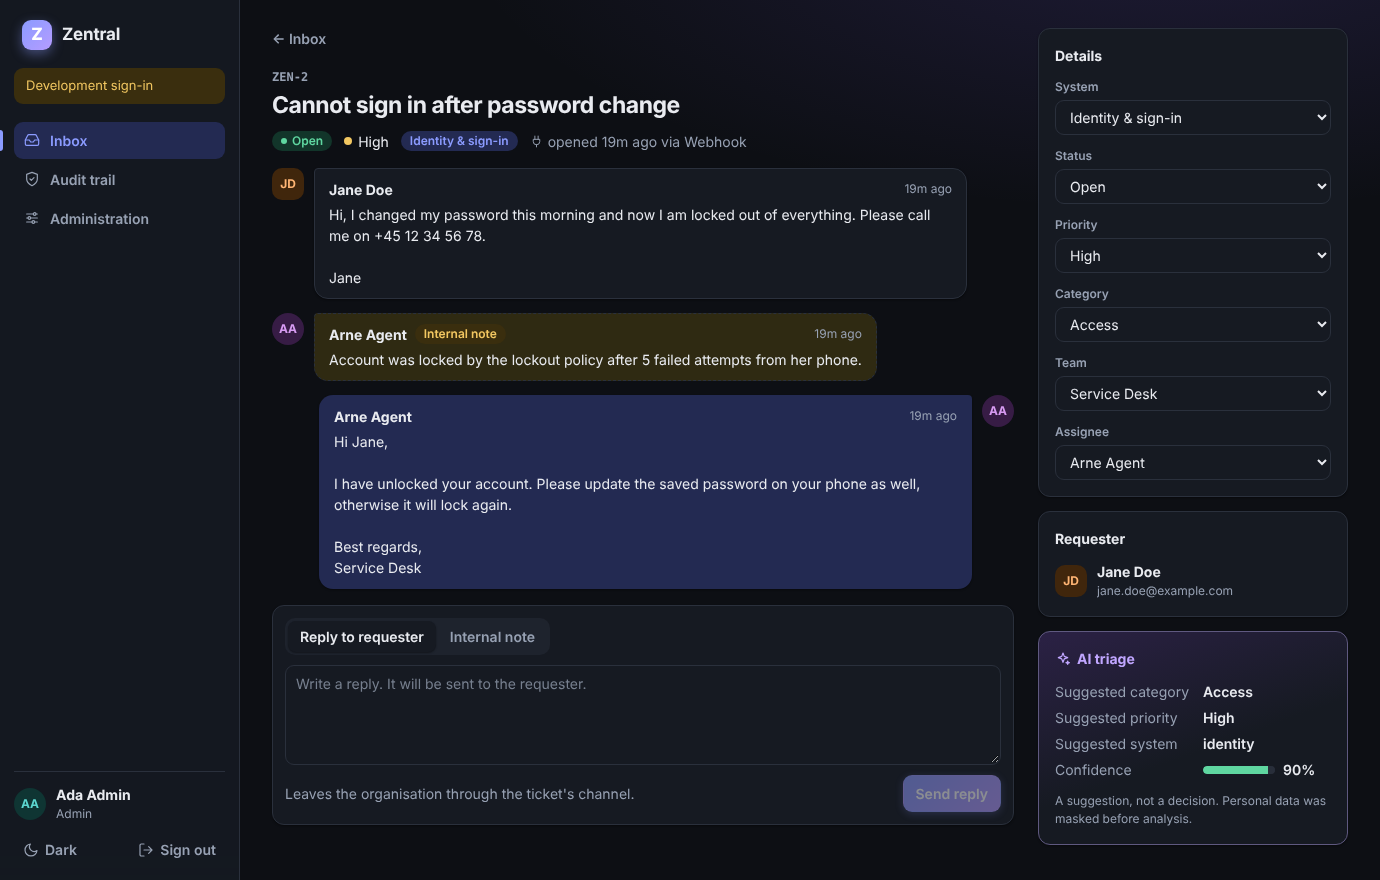 Z Zentral
Development sign-in
Inbox
Audit trail
Administration
AA Ada Admin
Admin
Dark
Sign out
← Inbox
ZEN-2
Cannot sign in after password change
Open High Identity & sign-in opened 19m ago via Webhook
JD
Jane Doe 19m ago
Hi, I changed my password this morning and now I am locked out of everything. Please call
me on +45 12 34 56 78.
Jane
AA
Arne Agent Internal note 19m ago
Account was locked by the lockout policy after 5 failed attempts from her phone.
Arne Agent 19m ago
AA
Hi Jane,
I have unlocked your account. Please update the saved password on your phone as well,
otherwise it will lock again.
Best regards,
Service Desk
Reply to requester Internal note
Write a reply. It will be sent to the requester.
Leaves the organisation through the ticket's channel.
Send reply
Details
System
Identity & sign-in
Status
Open
Priority
High
Category
Access
Team
Service Desk
Assignee
Arne Agent
Requester
JD
Jane Doe
jane.doe@example.com
AI triage
Suggested category Access
Suggested priority High
Suggested system identity
Confidence 90%
A suggestion, not a decision. Personal data was
masked before analysis.